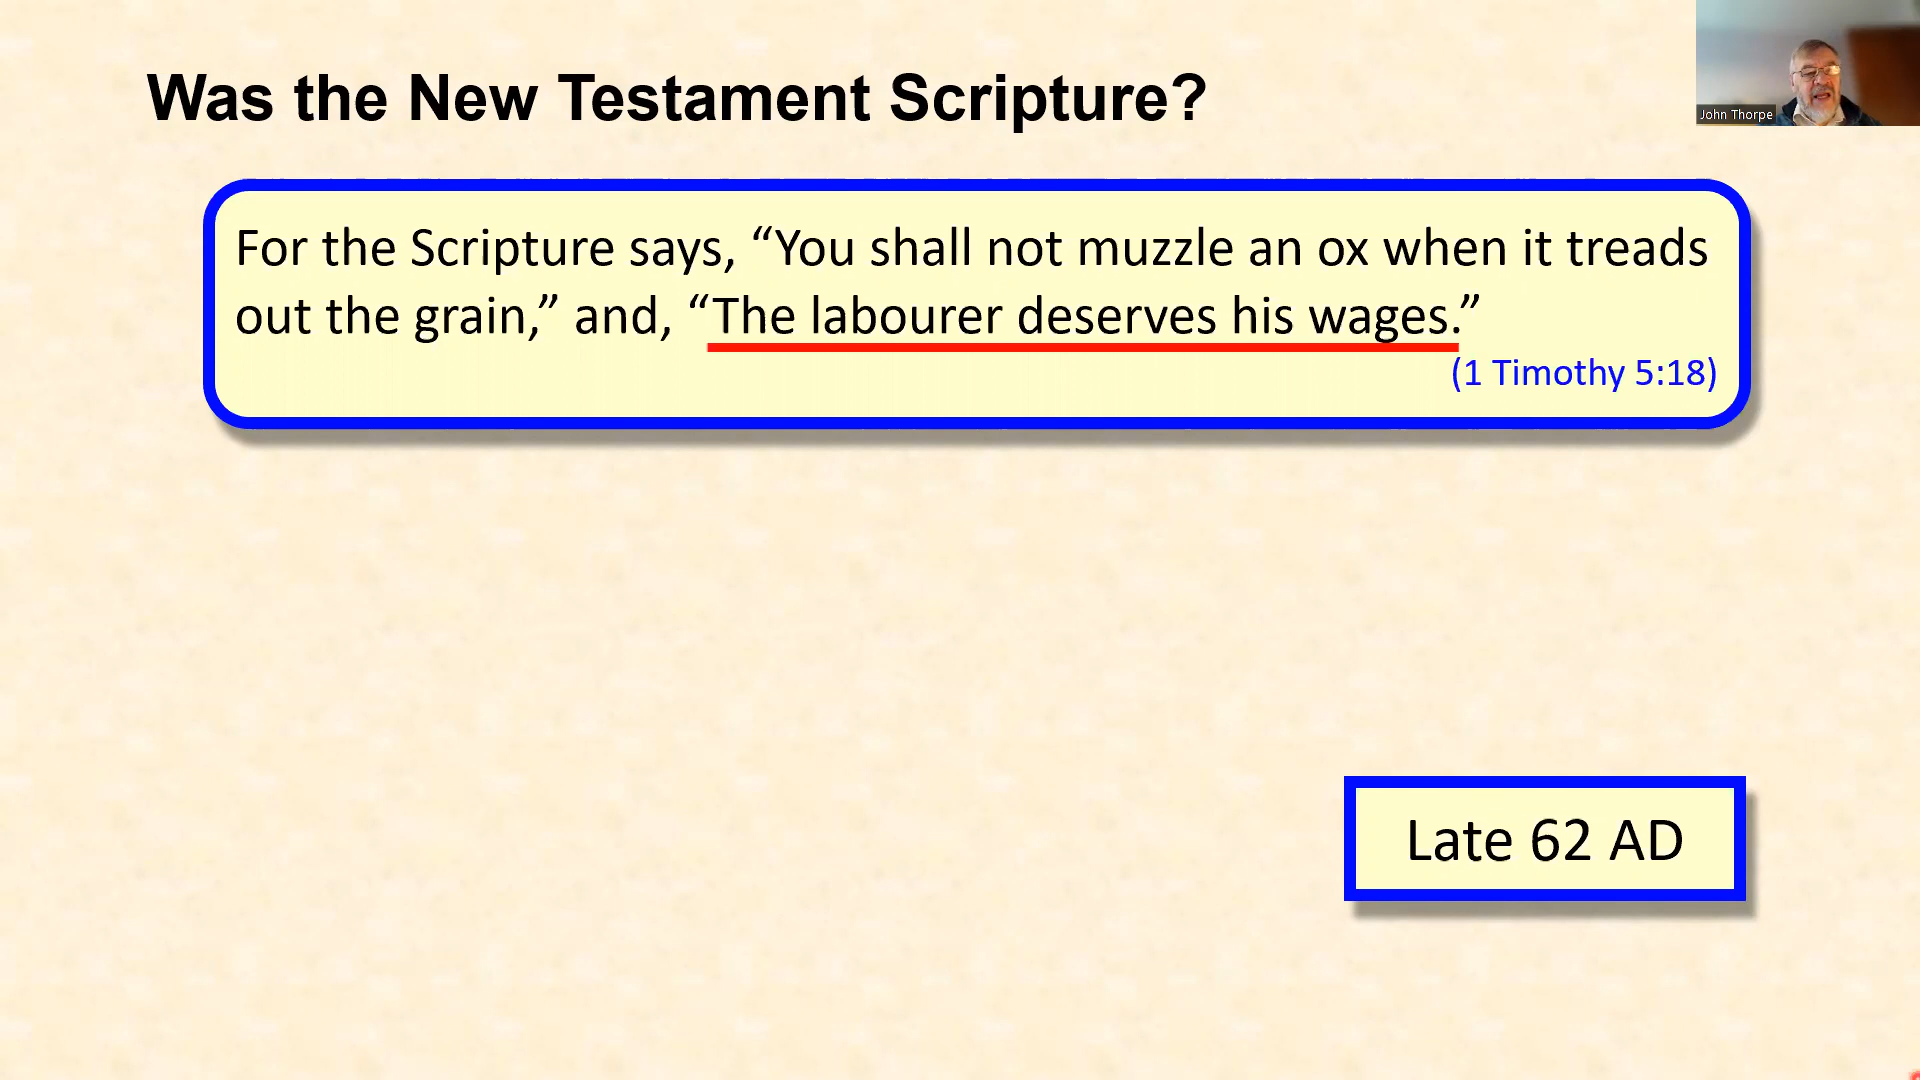 Was the New Testament Scripture?
John Thorpe
For the Scripture says, “You shall not muzzle an ox when it treads
out the grain,” and, “The labourer deserves his wages.”
(1 Timothy 5:18)
Late 62 AD